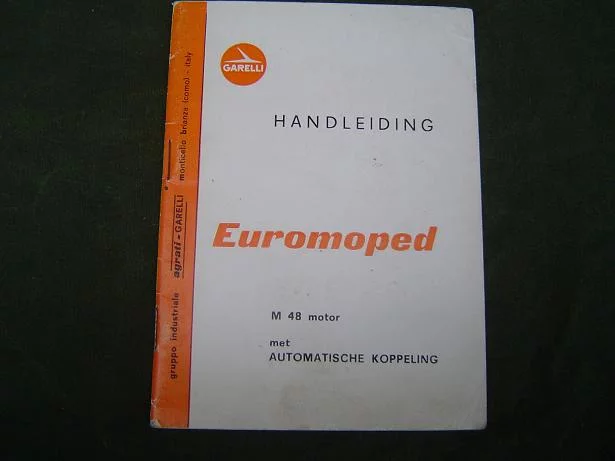 GARELLI
HANDLEIDING
Euromoped
M 48 motor
met
AUTOMATISCHE KOPPELING
gruppo industriale agrati - GARELLI monticello brianza (como) - italy